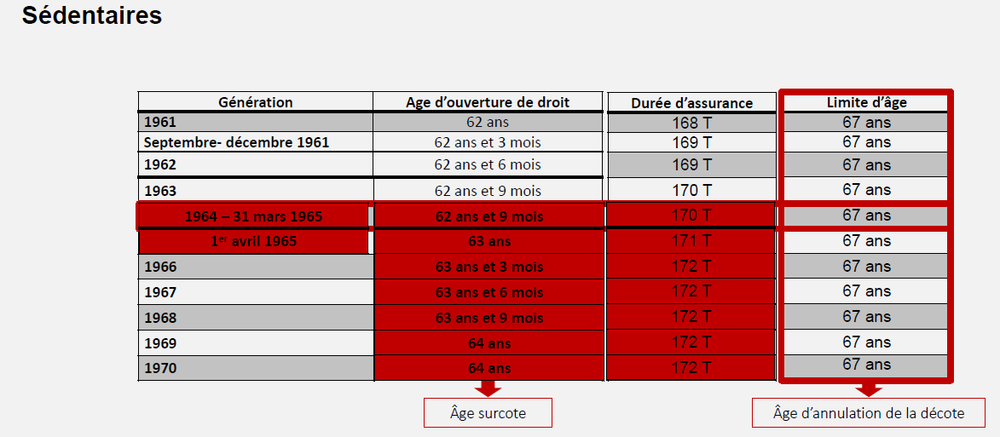 Sédentaires
Génération Age d'ouverture de droit Durée d'assurance Limite d'âge
1961 62 ans 168 T 67 ans
Septembre- décembre 1961 62 ans et 3 mois 169 T 67 ans
1962 62 ans et 6 mois 169 T 67 ans
1963 62 ans et 9 mois 170 T 67 ans
1964 – 31 mars 1965 62 ans et 9 mois 170 T 67 ans
1er avril 1965 63 ans 171 T 67 ans
1966 63 ans et 3 mois 172 T 67 ans
1967 63 ans et 6 mois 172 T 67 ans
1968 63 ans et 9 mois 172 T 67 ans
1969 64 ans 172 T 67 ans
1970 64 ans 172 T 67 ans
Âge surcote Âge d'annulation de la décote